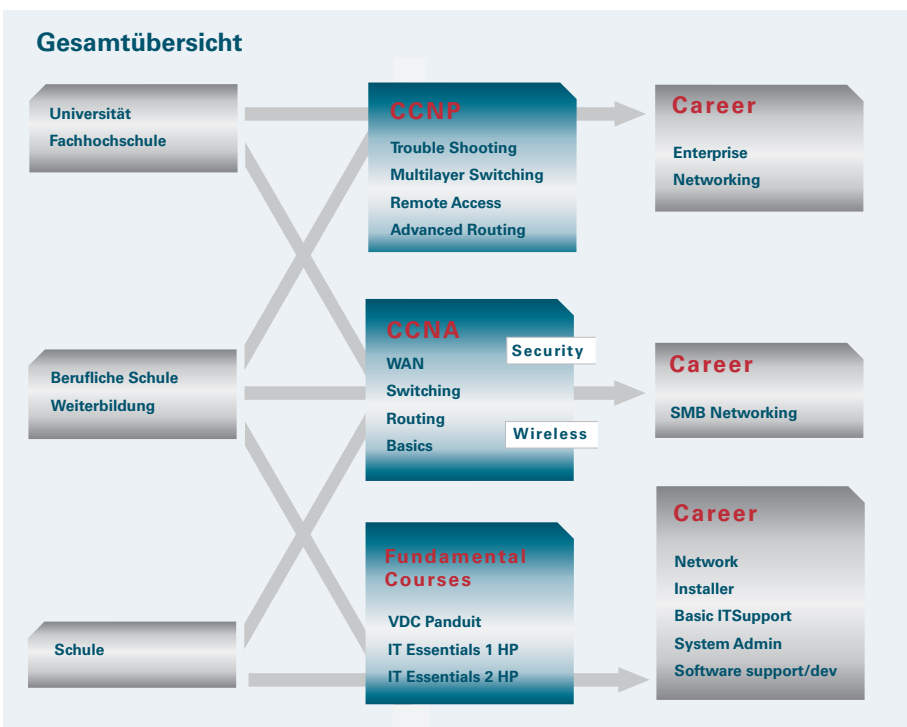 Gesamtübersicht
Universität
Fachhochschule
CCNP
Trouble Shooting
Multilayer Switching
Remote Access
Advanced Routing
Career
Enterprise
Networking
Berufliche Schule
Weiterbildung
CCNA
WAN
Switching
Routing
Basics
Security
Wireless
Career
SMB Networking
Schule
Fundamental
Courses
VDC Panduit
IT Essentials 1 HP
IT Essentials 2 HP
Career
Network
Installer
Basic ITSupport
System Admin
Software support/dev